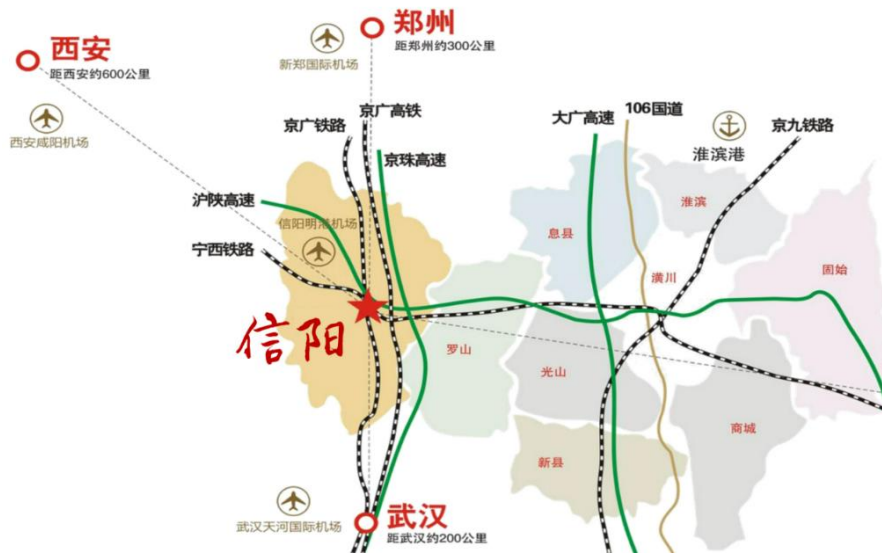 郑州
距郑州约300公里
新郑国际机场
西安
距西安约600公里
西安咸阳机场
京广高铁
京广铁路
京珠高速
大广高速
106国道
京九铁路
淮滨港
沪陕高速
信阳明港机场
宁西铁路
淮滨
息县
潢川
固始
信阳
罗山
光山
商城
新县
武汉天河国际机场
武汉
距武汉约200公里